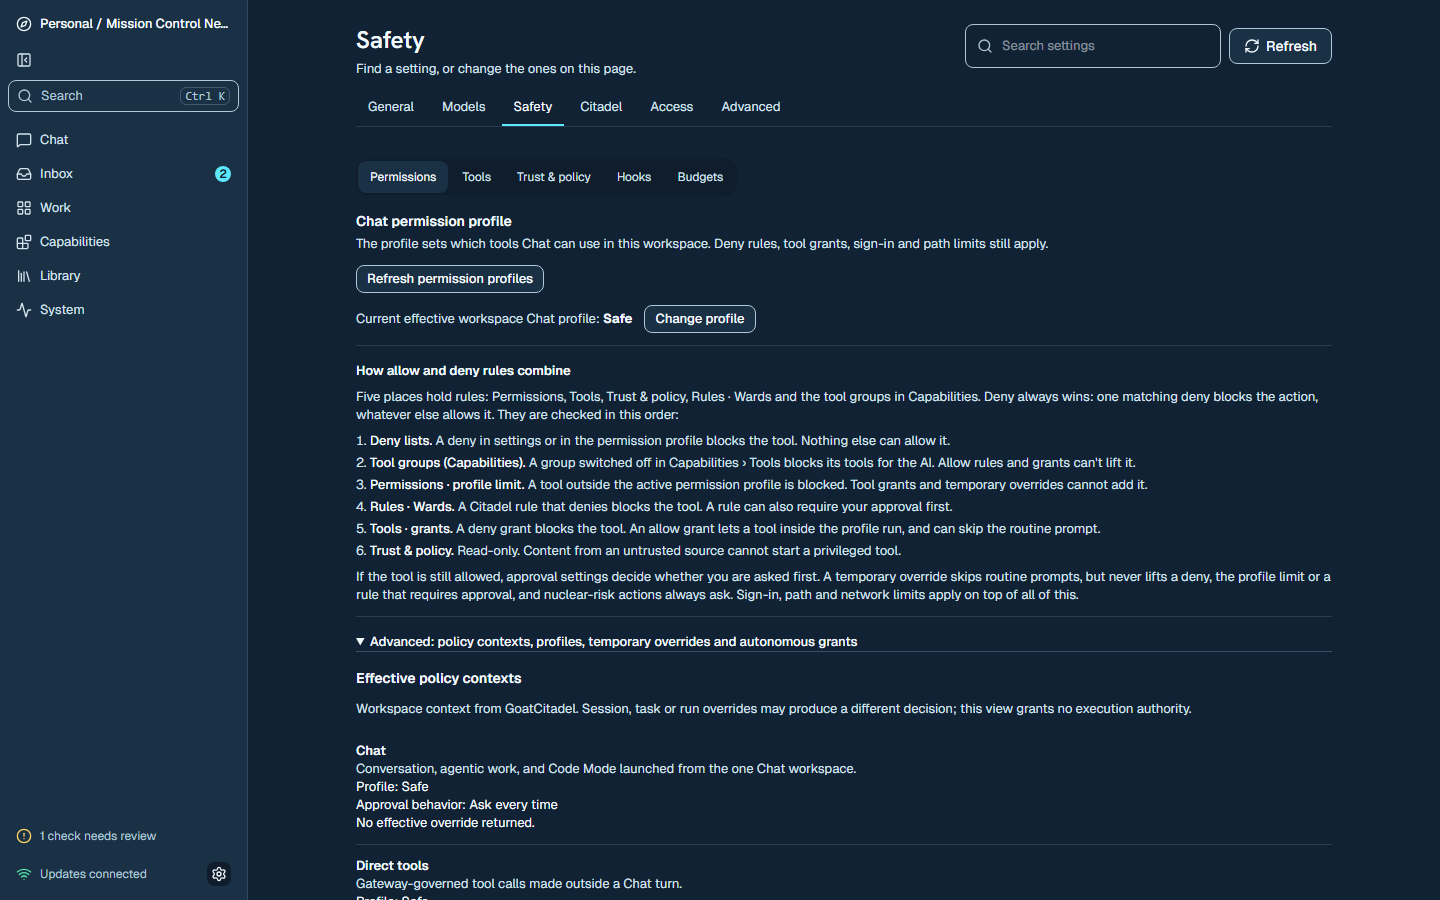 Personal / Mission Control Ne...
Search
Ctrl K
Chat
Inbox
2
Work
Capabilities
Library
System
1 check needs review
Updates connected
Safety
Find a setting, or change the ones on this page.
Search settings
Refresh
General
Models
Safety
Citadel
Access
Advanced
Permissions
Tools
Trust & policy
Hooks
Budgets
Chat permission profile
The profile sets which tools Chat can use in this workspace. Deny rules, tool grants, sign-in and path limits still apply.
Refresh permission profiles
Current effective workspace Chat profile: Safe
Change profile
How allow and deny rules combine
Five places hold rules: Permissions, Tools, Trust & policy, Rules · Wards and the tool groups in Capabilities. Deny always wins: one matching deny blocks the action,
whatever else allows it. They are checked in this order:
1. Deny lists. A deny in settings or in the permission profile blocks the tool. Nothing else can allow it.
2. Tool groups (Capabilities). A group switched off in Capabilities › Tools blocks its tools for the AI. Allow rules and grants can't lift it.
3. Permissions · profile limit. A tool outside the active permission profile is blocked. Tool grants and temporary overrides cannot add it.
4. Rules · Wards. A Citadel rule that denies blocks the tool. A rule can also require your approval first.
5. Tools · grants. A deny grant blocks the tool. An allow grant lets a tool inside the profile run, and can skip the routine prompt.
6. Trust & policy. Read-only. Content from an untrusted source cannot start a privileged tool.
If the tool is still allowed, approval settings decide whether you are asked first. A temporary override skips routine prompts, but never lifts a deny, the profile limit or a
rule that requires approval, and nuclear-risk actions always ask. Sign-in, path and network limits apply on top of all of this.
▼ Advanced: policy contexts, profiles, temporary overrides and autonomous grants
Effective policy contexts
Workspace context from GoatCitadel. Session, task or run overrides may produce a different decision; this view grants no execution authority.
Chat
Conversation, agentic work, and Code Mode launched from the one Chat workspace.
Profile: Safe
Approval behavior: Ask every time
No effective override returned.
Direct tools
Gateway-governed tool calls made outside a Chat turn.
Profile: Safe